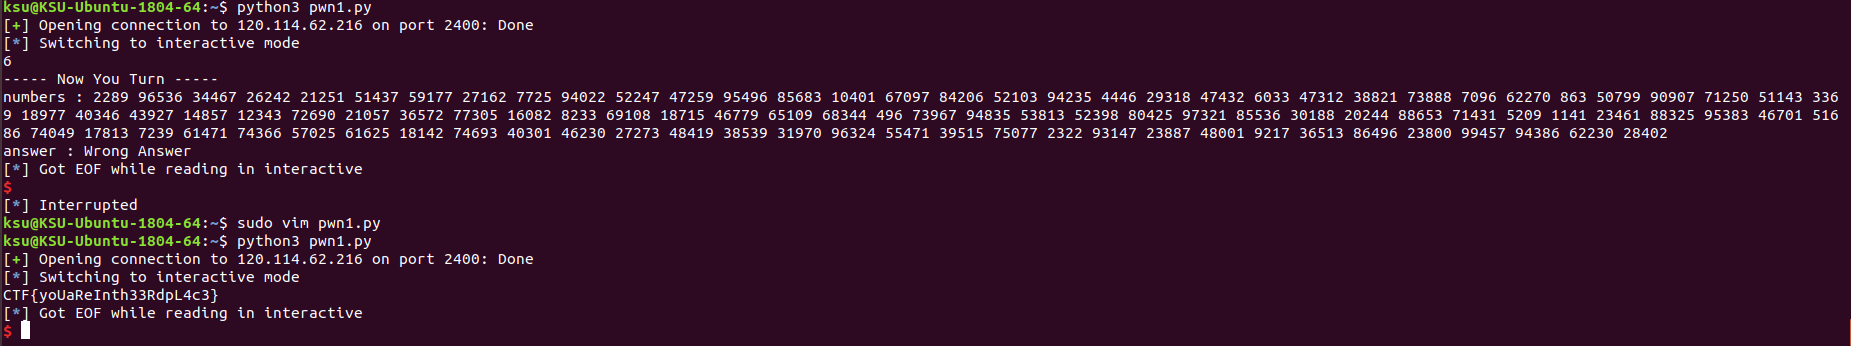 ksu@KSU-Ubuntu-1804-64:~$ python3 pwn1.py
[+] Opening connection to 120.114.62.216 on port 2400: Done
[*] Switching to interactive mode
6
----- Now You Turn -----
numbers : 2289 96536 34467 26242 21251 51437 59177 27162 7725 94022 52247 47259 95496 85683 10401 67097 84206 52103 94235 4446 29318 47432 6033 47312 38821 73888 7096 62270 863 50799 90907 71250 51143 336
9 18977 40346 43927 14857 12343 72690 21057 36572 77305 16082 8233 69108 18715 46779 65109 68344 496 73967 94835 53813 52398 80425 97321 85536 30188 20244 88653 71431 5209 1141 23461 88325 95383 46701 516
86 74049 17813 7239 61471 74366 57025 61625 18142 74693 40301 46230 27273 48419 38539 31970 96324 55471 39515 75077 2322 93147 23887 48001 9217 36513 86496 23800 99457 94386 62230 28402
answer : Wrong Answer
[*] Got EOF while reading in interactive
$
[*] Interrupted
ksu@KSU-Ubuntu-1804-64:~$ sudo vim pwn1.py
ksu@KSU-Ubuntu-1804-64:~$ python3 pwn1.py
[+] Opening connection to 120.114.62.216 on port 2400: Done
[*] Switching to interactive mode
CTF{yoUaReInth33RdpL4c3}
[*] Got EOF while reading in interactive
$